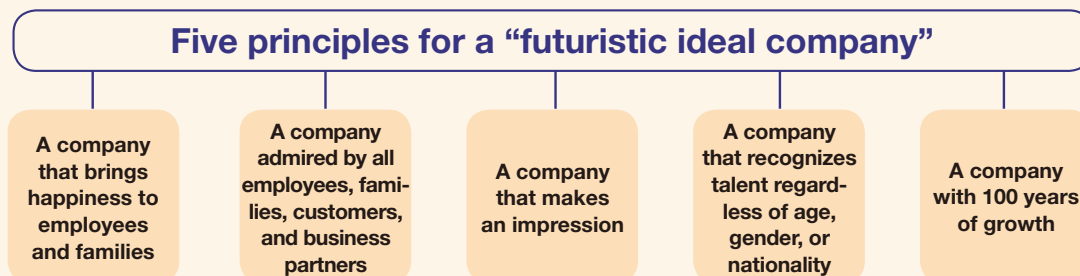 Five principles for a “futuristic ideal company”
A company
that brings
happiness to
employees
and families
A company
admired by all
employees, fami-
lies, customers,
and business
partners
A company
that makes
an impression
A company
that recognizes
talent regard-
less of age,
gender, or
nationality
A company
with 100 years
of growth